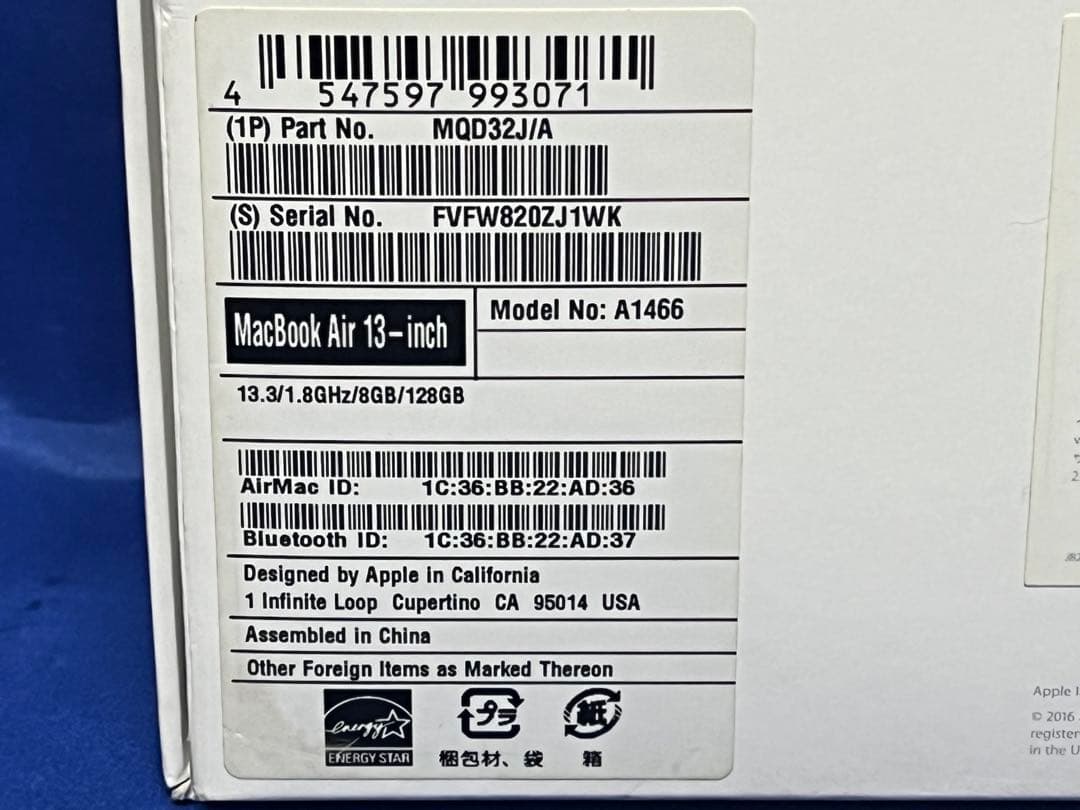 4 547597 993071
(1P) Part No. MQD32J/A
(S) Serial No. FVFW820ZJ1WK
MacBook Air 13-inch
Model No: A1466
13.3/1.8GHz/8GB/128GB
AirMac ID: 1C:36:BB:22:AD:36
Bluetooth ID: 1C:36:BB:22:AD:37
Designed by Apple in California
1 Infinite Loop Cupertino CA 95014 USA
Assembled in China
Other Foreign Items as Marked Thereon
energy
ENERGY STAR
プラ
紙
梱包材、袋
箱
Apple
© 2016
in the